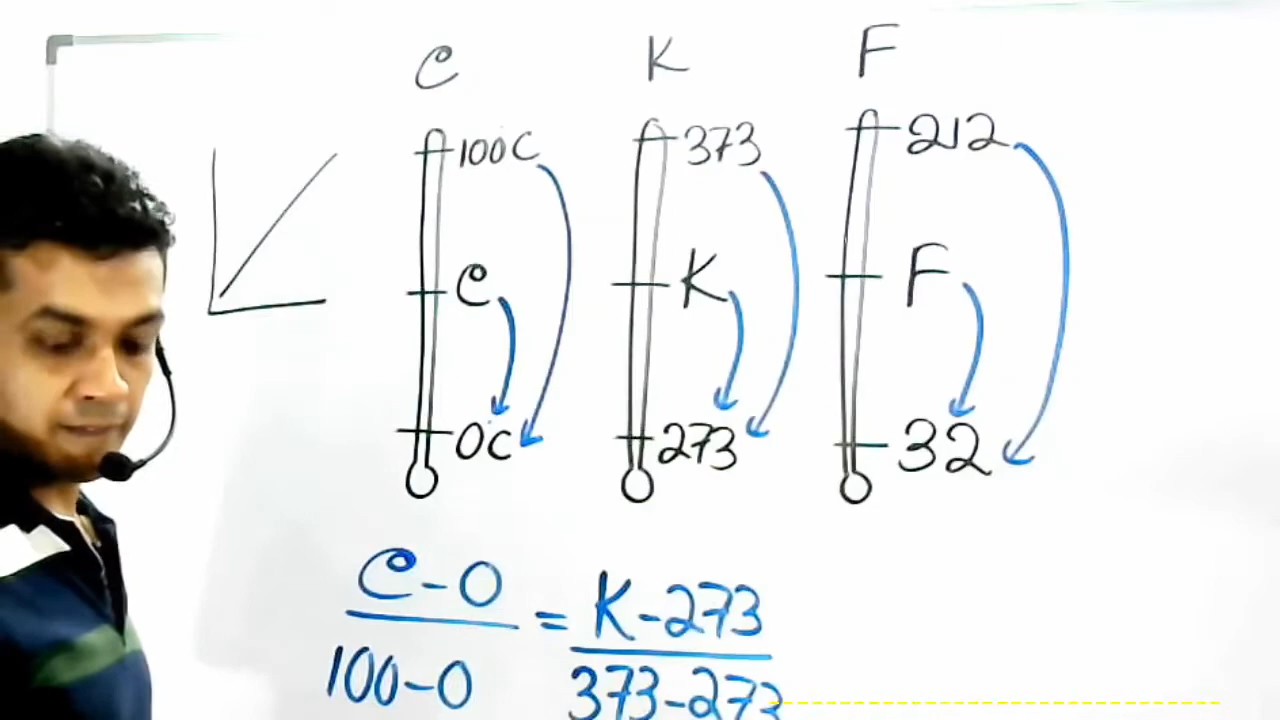 C K F
100C 373 212
C K F
0C 273 32
C-0 = K-273
100-0 373-273